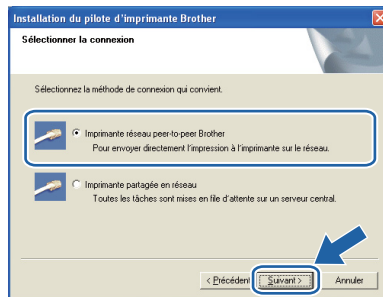 Installation du pilote d'imprimante Brother
Sélectionner la connexion
Sélectionnez la méthode de connexion qui convient.
Imprimante réseau peer-to-peer Brother
Pour envoyer directement l'impression à l'imprimante sur le réseau.
Imprimante partagée en réseau
Toutes les tâches sont mises en file d'attente sur un serveur central.
< Précédent Suivant > Annuler